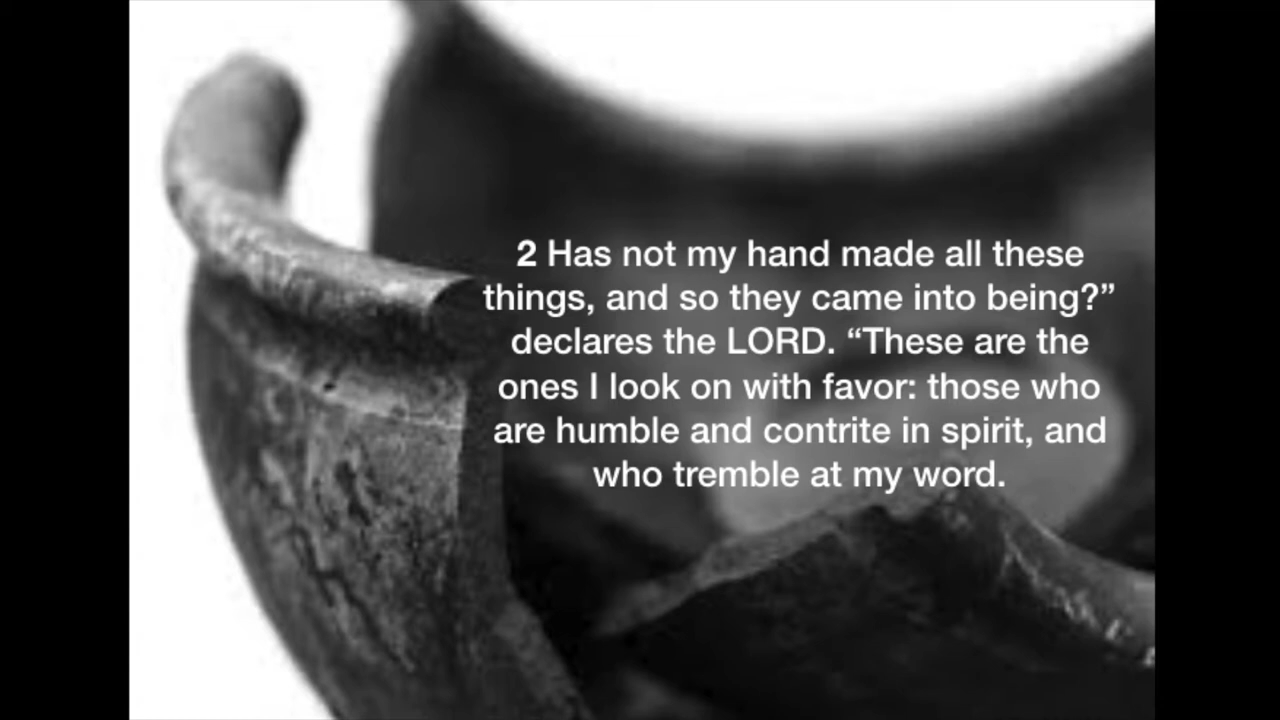 2 Has not my hand made all these
things, and so they came into being?”
declares the LORD. “These are the
ones I look on with favor: those who
are humble and contrite in spirit, and
who tremble at my word.